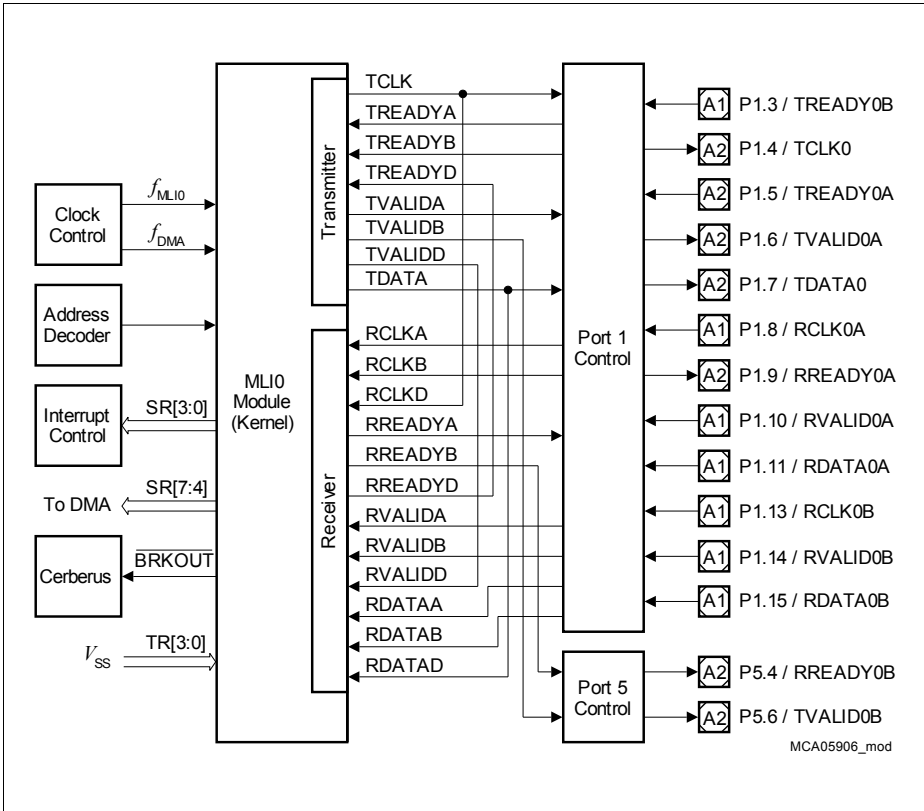 Clock
Control
f MLI0
f DMA
Address
Decoder
Interrupt
Control
SR[3:0]
To DMA
SR[7:4]
Cerberus
BRKOUT
V SS
TR[3:0]
MLI0
Module
(Kernel)
Transmitter
Receiver
TCLK
TREADYA
TREADYB
TREADYD
TVALIDA
TVALIDB
TVALIDD
TDATA
RCLKA
RCLKB
RCLKD
RREADYA
RREADYB
RREADYD
RVALIDA
RVALIDB
RVALIDD
RDATAA
RDATAB
RDATAD
Port 1
Control
Port 5
Control
A1 P1.3 / TREADY0B
A2 P1.4 / TCLK0
A2 P1.5 / TREADY0A
A2 P1.6 / TVALID0A
A2 P1.7 / TDATA0
A1 P1.8 / RCLK0A
A2 P1.9 / RREADY0A
A1 P1.10 / RVALID0A
A1 P1.11 / RDATA0A
A1 P1.13 / RCLK0B
A1 P1.14 / RVALID0B
A1 P1.15 / RDATA0B
A2 P5.4 / RREADY0B
A2 P5.6 / TVALID0B
MCA05906_mod